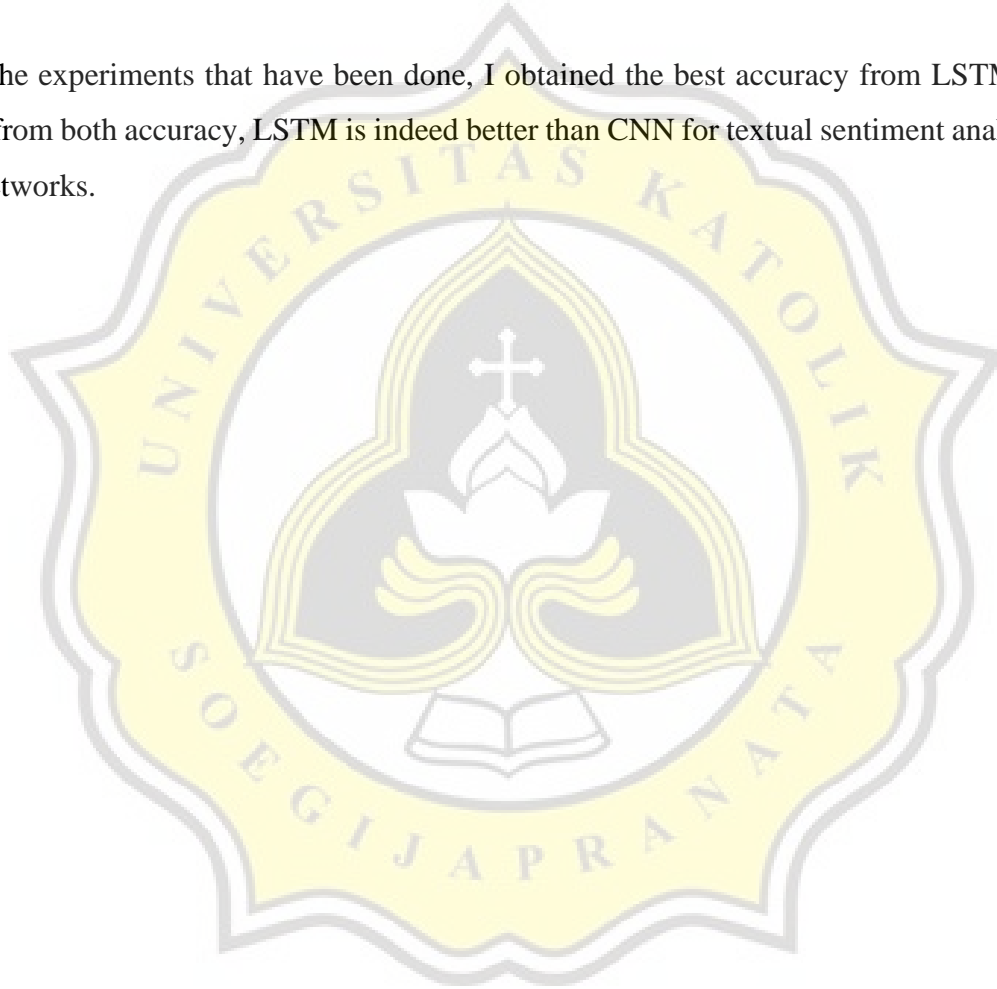 he experiments that have been done, I obtained the best accuracy from LSTM
from both accuracy, LSTM is indeed better than CNN for textual sentiment anal
tworks.
UNIVERSITAS KATOLIK
SOEGIJAPRANATA